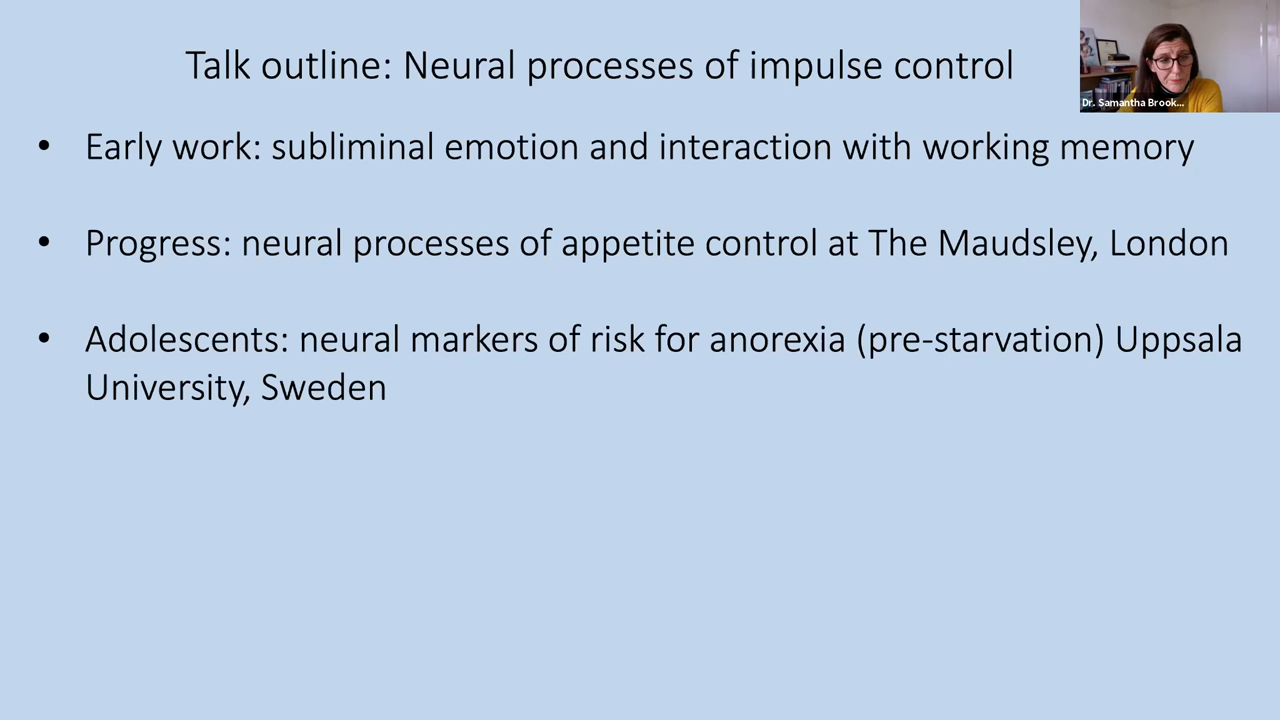 Talk outline: Neural processes of impulse control
Dr. Samantha Brook...
• Early work: subliminal emotion and interaction with working memory
• Progress: neural processes of appetite control at The Maudsley, London
• Adolescents: neural markers of risk for anorexia (pre-starvation) Uppsala
University, Sweden